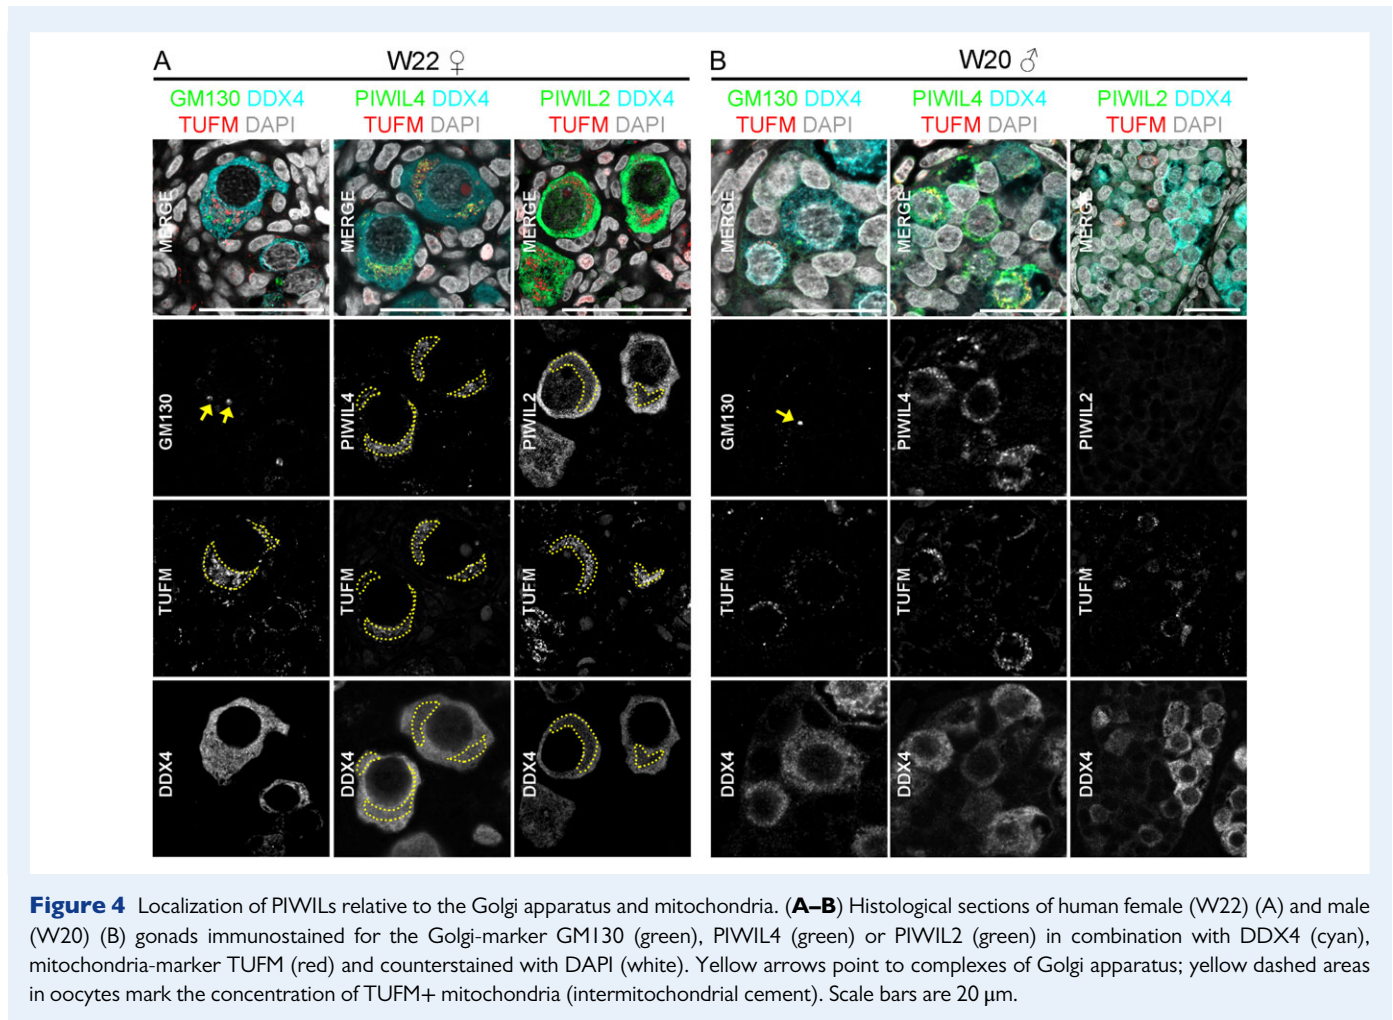 A
W22 ♀
B
W20 ♂
GM130 DDX4
TUFM DAPI
PIWIL4 DDX4
TUFM DAPI
PIWIL2 DDX4
TUFM DAPI
GM130 DDX4
TUFM DAPI
PIWIL4 DDX4
TUFM DAPI
PIWIL2 DDX4
TUFM DAPI
MERGE
MERGE
MERGE
MERGE
MERGE
MERGE
GM130
PIWIL4
PIWIL2
GM130
PIWIL4
PIWIL2
TUFM
TUFM
TUFM
TUFM
TUFM
TUFM
DDX4
DDX4
DDX4
DDX4
DDX4
DDX4
Figure 4 Localization of PIWILs relative to the Golgi apparatus and mitochondria. (A–B) Histological sections of human female (W22) (A) and male
(W20) (B) gonads immunostained for the Golgi-marker GM130 (green), PIWIL4 (green) or PIWIL2 (green) in combination with DDX4 (cyan),
mitochondria-marker TUFM (red) and counterstained with DAPI (white). Yellow arrows point to complexes of Golgi apparatus; yellow dashed areas
in oocytes mark the concentration of TUFM+ mitochondria (intermitochondrial cement). Scale bars are 20 μm.